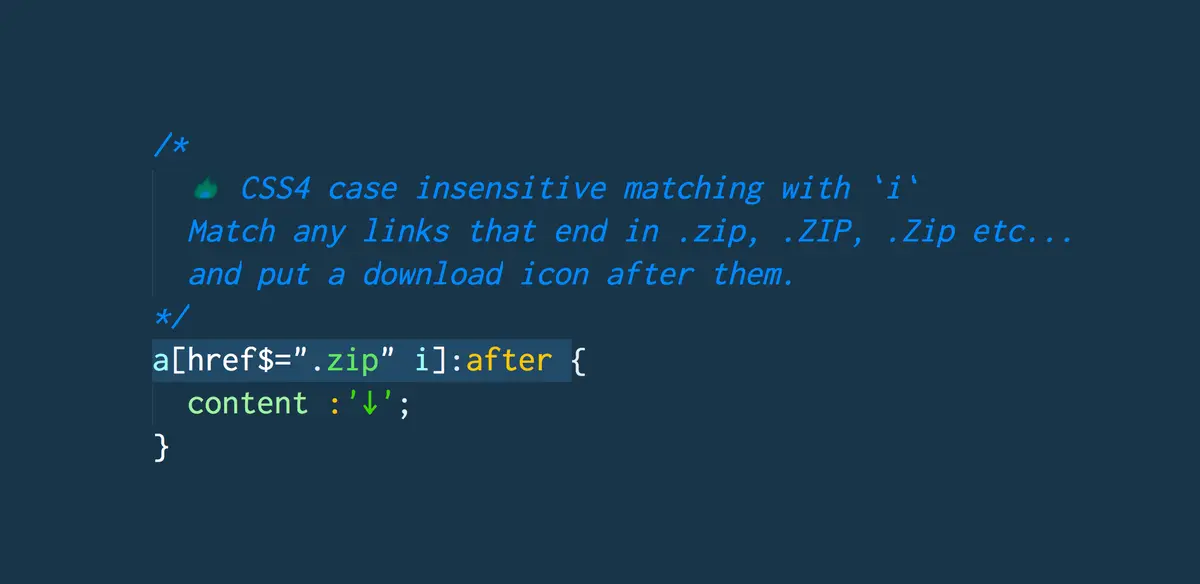 /*
🔥 CSS4 case insensitive matching with `i`
Match any links that end in .zip, .ZIP, .Zip etc...
and put a download icon after them.
*/
a[href$=".zip" i]:after {
content :'↓';
}